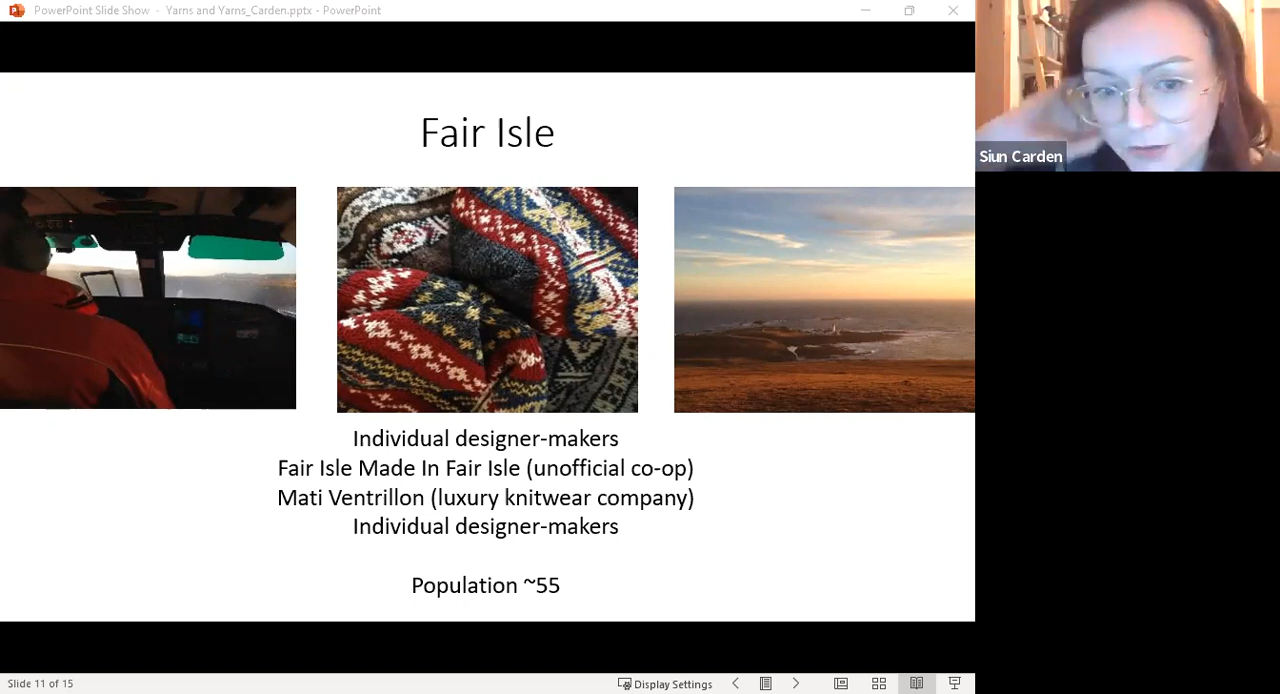 PowerPoint Slide Show - Yarns and Yarns_Carden.pptx - PowerPoint
Siun Carden
Fair Isle
Individual designer-makers
Fair Isle Made In Fair Isle (unofficial co-op)
Mati Ventrillon (luxury knitwear company)
Individual designer-makers
Population ~55
Slide 11 of 15
Display Settings